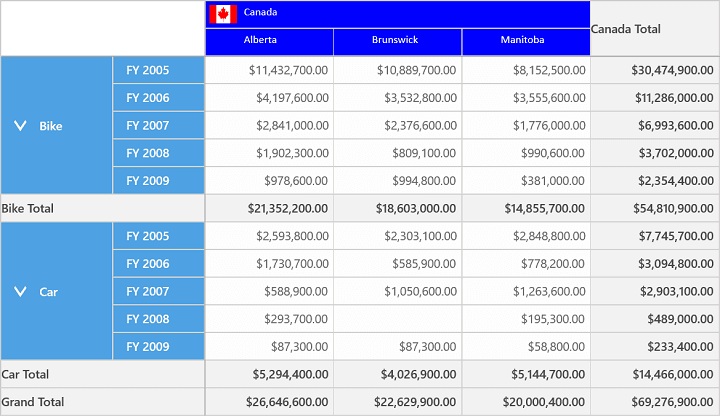 Canada
Canada Total
Alberta Brunswick Manitoba
FY 2005 $11,432,700.00 $10,889,700.00 $8,152,500.00 $30,474,900.00
FY 2006 $4,197,600.00 $3,532,800.00 $3,555,600.00 $11,286,000.00
Bike FY 2007 $2,841,000.00 $2,376,600.00 $1,776,000.00 $6,993,600.00
FY 2008 $1,902,300.00 $809,100.00 $990,600.00 $3,702,000.00
FY 2009 $978,600.00 $994,800.00 $381,000.00 $2,354,400.00
Bike Total $21,352,200.00 $18,603,000.00 $14,855,700.00 $54,810,900.00
FY 2005 $2,593,800.00 $2,303,100.00 $2,848,800.00 $7,745,700.00
FY 2006 $1,730,700.00 $585,900.00 $778,200.00 $3,094,800.00
Car FY 2007 $588,900.00 $1,050,600.00 $1,263,600.00 $2,903,100.00
FY 2008 $293,700.00 $195,300.00 $489,000.00
FY 2009 $87,300.00 $87,300.00 $58,800.00 $233,400.00
Car Total $5,294,400.00 $4,026,900.00 $5,144,700.00 $14,466,000.00
Grand Total $26,646,600.00 $22,629,900.00 $20,000,400.00 $69,276,900.00